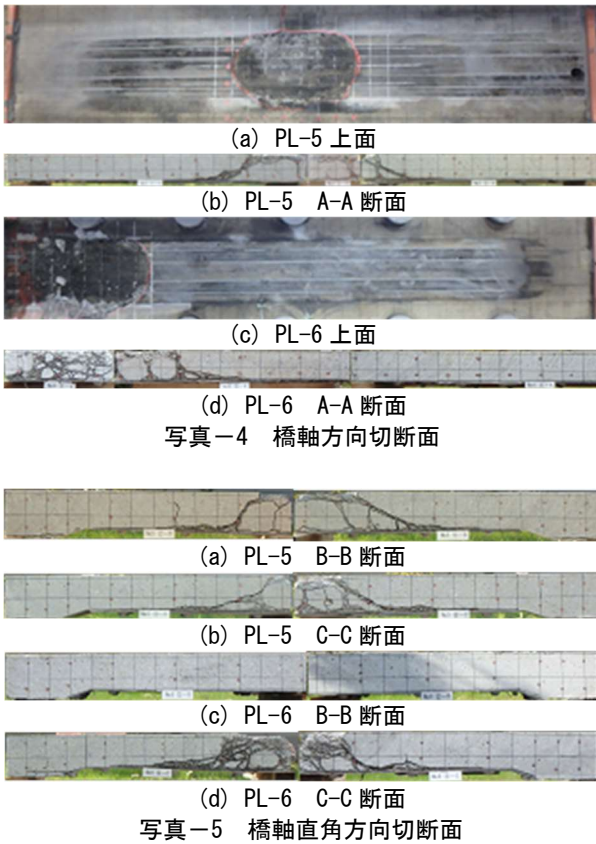 (a) PL-5 上面
(b) PL-5 A-A 断面
(c) PL-6 上面
(d) PL-6 A-A 断面
写真－4 橋軸方向切断面
(a) PL-5 B-B 断面
(b) PL-5 C-C 断面
(c) PL-6 B-B 断面
(d) PL-6 C-C 断面
写真－5 橋軸直角方向切断面